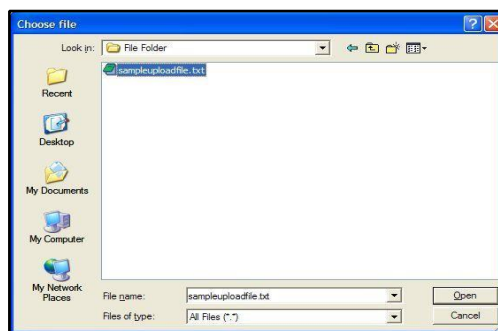 Choose file
Look in:
File Folder
sampleuploadfile.txt
Recent
Desktop
My Documents
My Computer
My Network
Places
File name:
sampleuploadfile.txt
Open
Files of type:
All Files (*.*)
Cancel